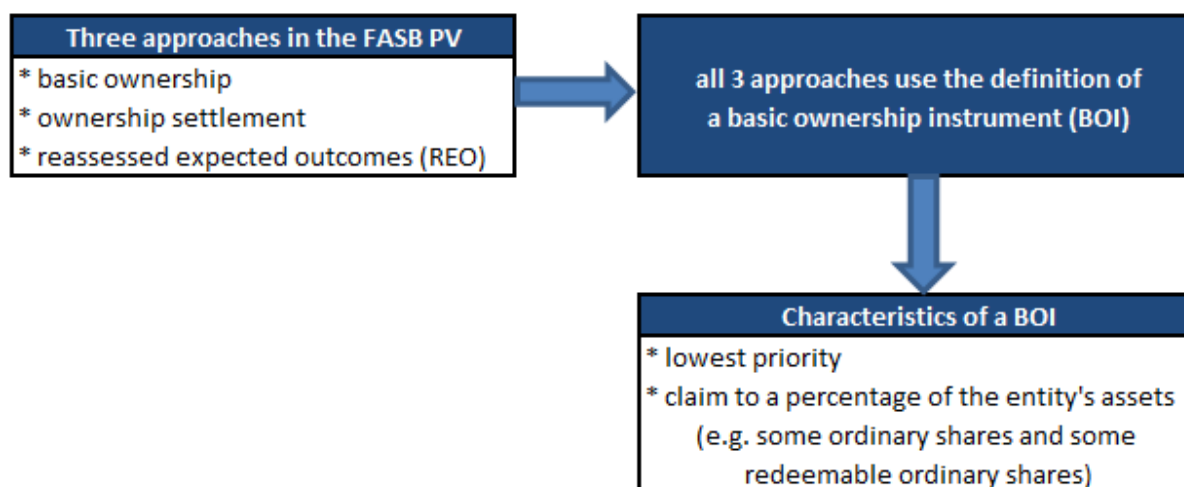 Three approaches in the FASB PV
* basic ownership
* ownership settlement
* reassessed expected outcomes (REO)
all 3 approaches use the definition of
a basic ownership instrument (BOI)
Characteristics of a BOI
* lowest priority
* claim to a percentage of the entity's assets
(e.g. some ordinary shares and some
redeemable ordinary shares)